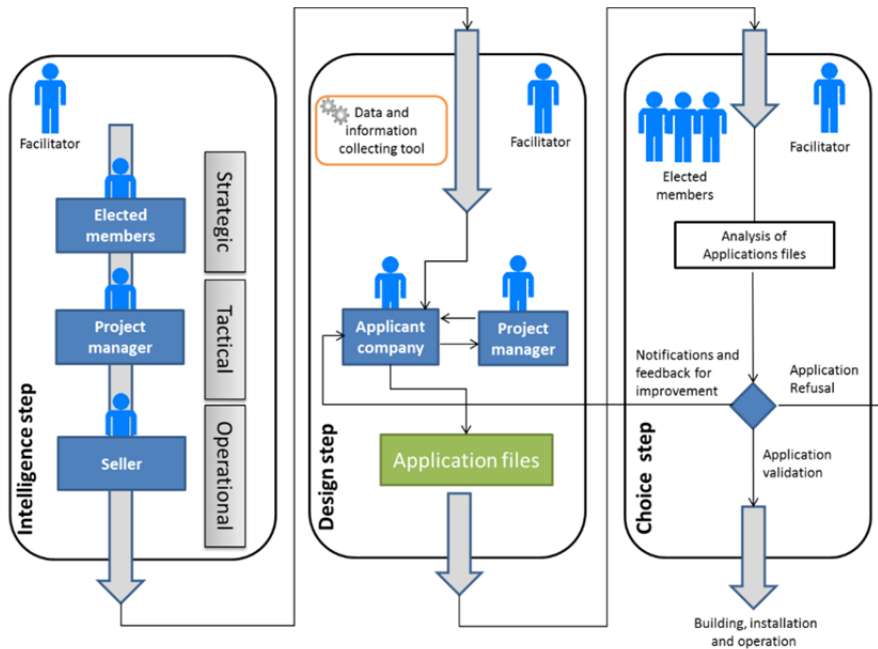 Facilitator
Elected
members
Strategic
Project
manager
Tactical
Seller
Operational
Intelligence step
Data and
information
collecting tool
Facilitator
Applicant
company
Project
manager
Application files
Design step
Elected
members
Facilitator
Analysis of
Applications files
Notifications and
feedback for
improvement
Application
Refusal
Application
validation
Choice step
Building, installation
and operation